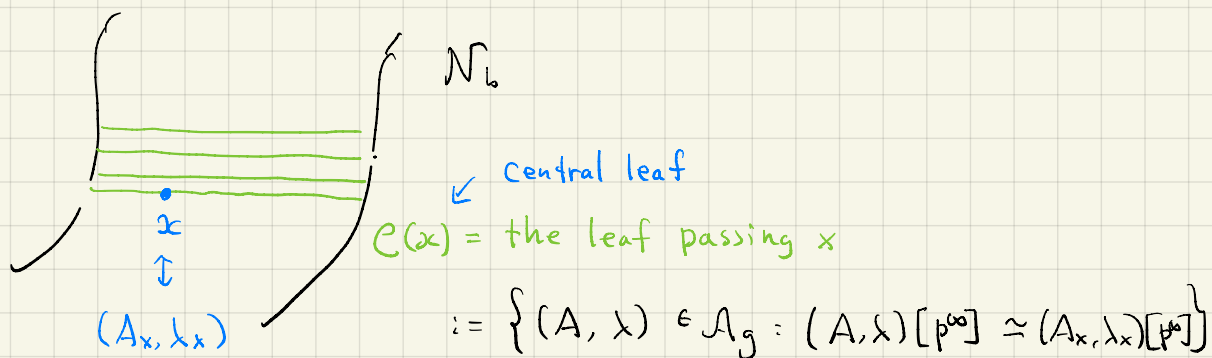 𝒩_b
central leaf
x
C(x) = the leaf passing x
(A_x, λ_x)
:= {(A, λ) ∈ 𝒜_g : (A, λ)[p^∞] ≃ (A_x, λ_x)[p^∞]}